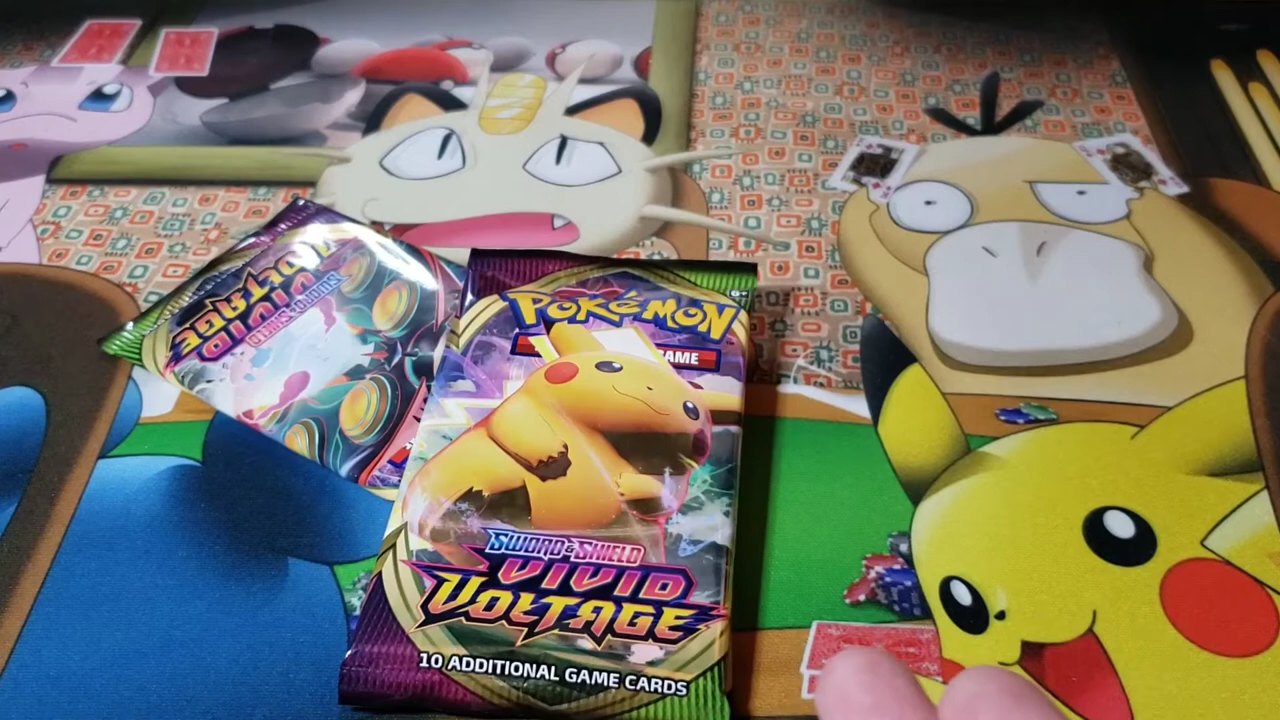 POKéMON
GAME
SWORD & SHIELD
VIVID
VOLTAGE
10 ADDITIONAL GAME CARDS
SWORD & SHIELD
VIVID
VOLTAGE